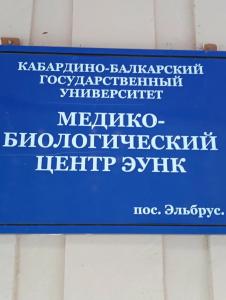 КАБАРДИНО-БАЛКАРСКИЙ
ГОСУДАРСТВЕННЫЙ
УНИВЕРСИТЕТ
МЕДИКО-
БИОЛОГИЧЕСКИЙ
ЦЕНТР ЭУНК
пос. Эльбрус.